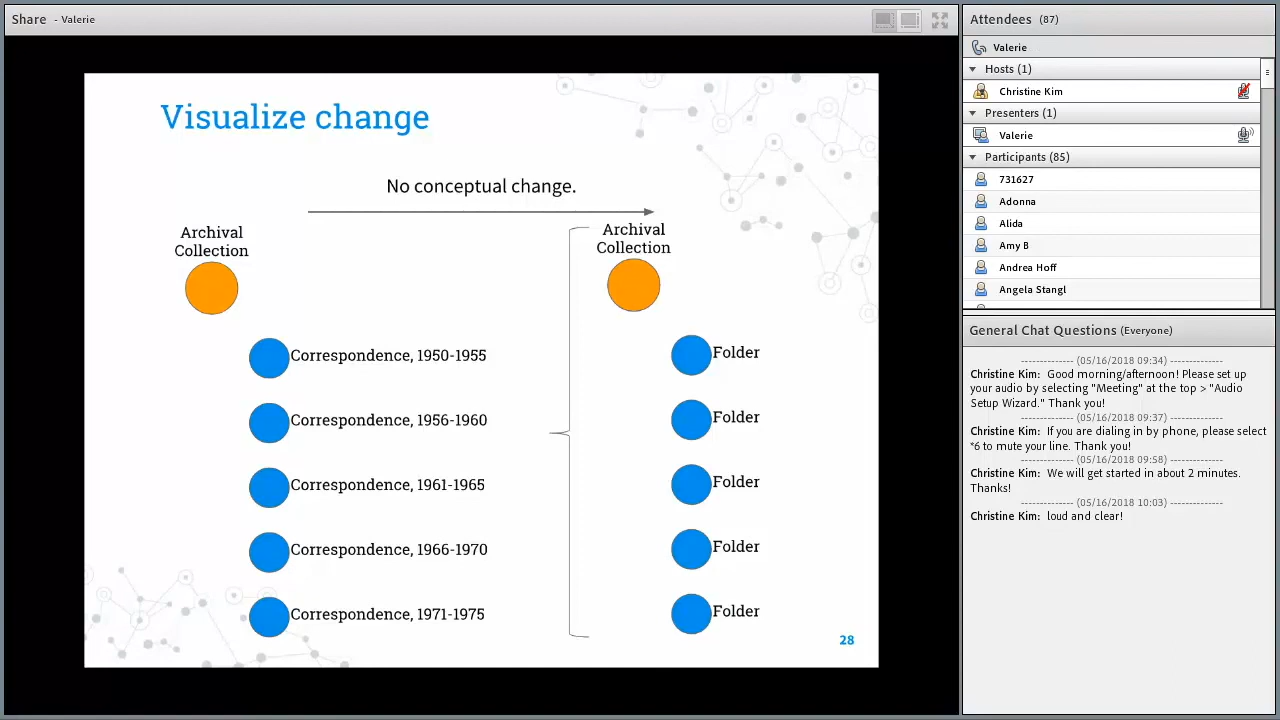 Share - Valerie
Visualize change
No conceptual change.
Archival
Collection
Correspondence, 1950-1955
Correspondence, 1956-1960
Correspondence, 1961-1965
Correspondence, 1966-1970
Correspondence, 1971-1975
Archival
Collection
Folder
Folder
Folder
Folder
Folder
28
Attendees (87)
Valerie
Hosts (1)
Christine Kim
Presenters (1)
Valerie
Participants (85)
731627
Adonna
Alida
Amy B
Andrea Hoff
Angela Stangl
General Chat Questions (Everyone)
------------- (05/16/2018 09:34) -------------
Christine Kim: Good morning/afternoon! Please set up
your audio by selecting "Meeting" at the top > "Audio
Setup Wizard." Thank you!
------------- (05/16/2018 09:37) -------------
Christine Kim: If you are dialing in by phone, please select
*6 to mute your line. Thank you!
------------- (05/16/2018 09:58) -------------
Christine Kim: We will get started in about 2 minutes.
Thanks!
------------- (05/16/2018 10:03) -------------
Christine Kim: loud and clear!